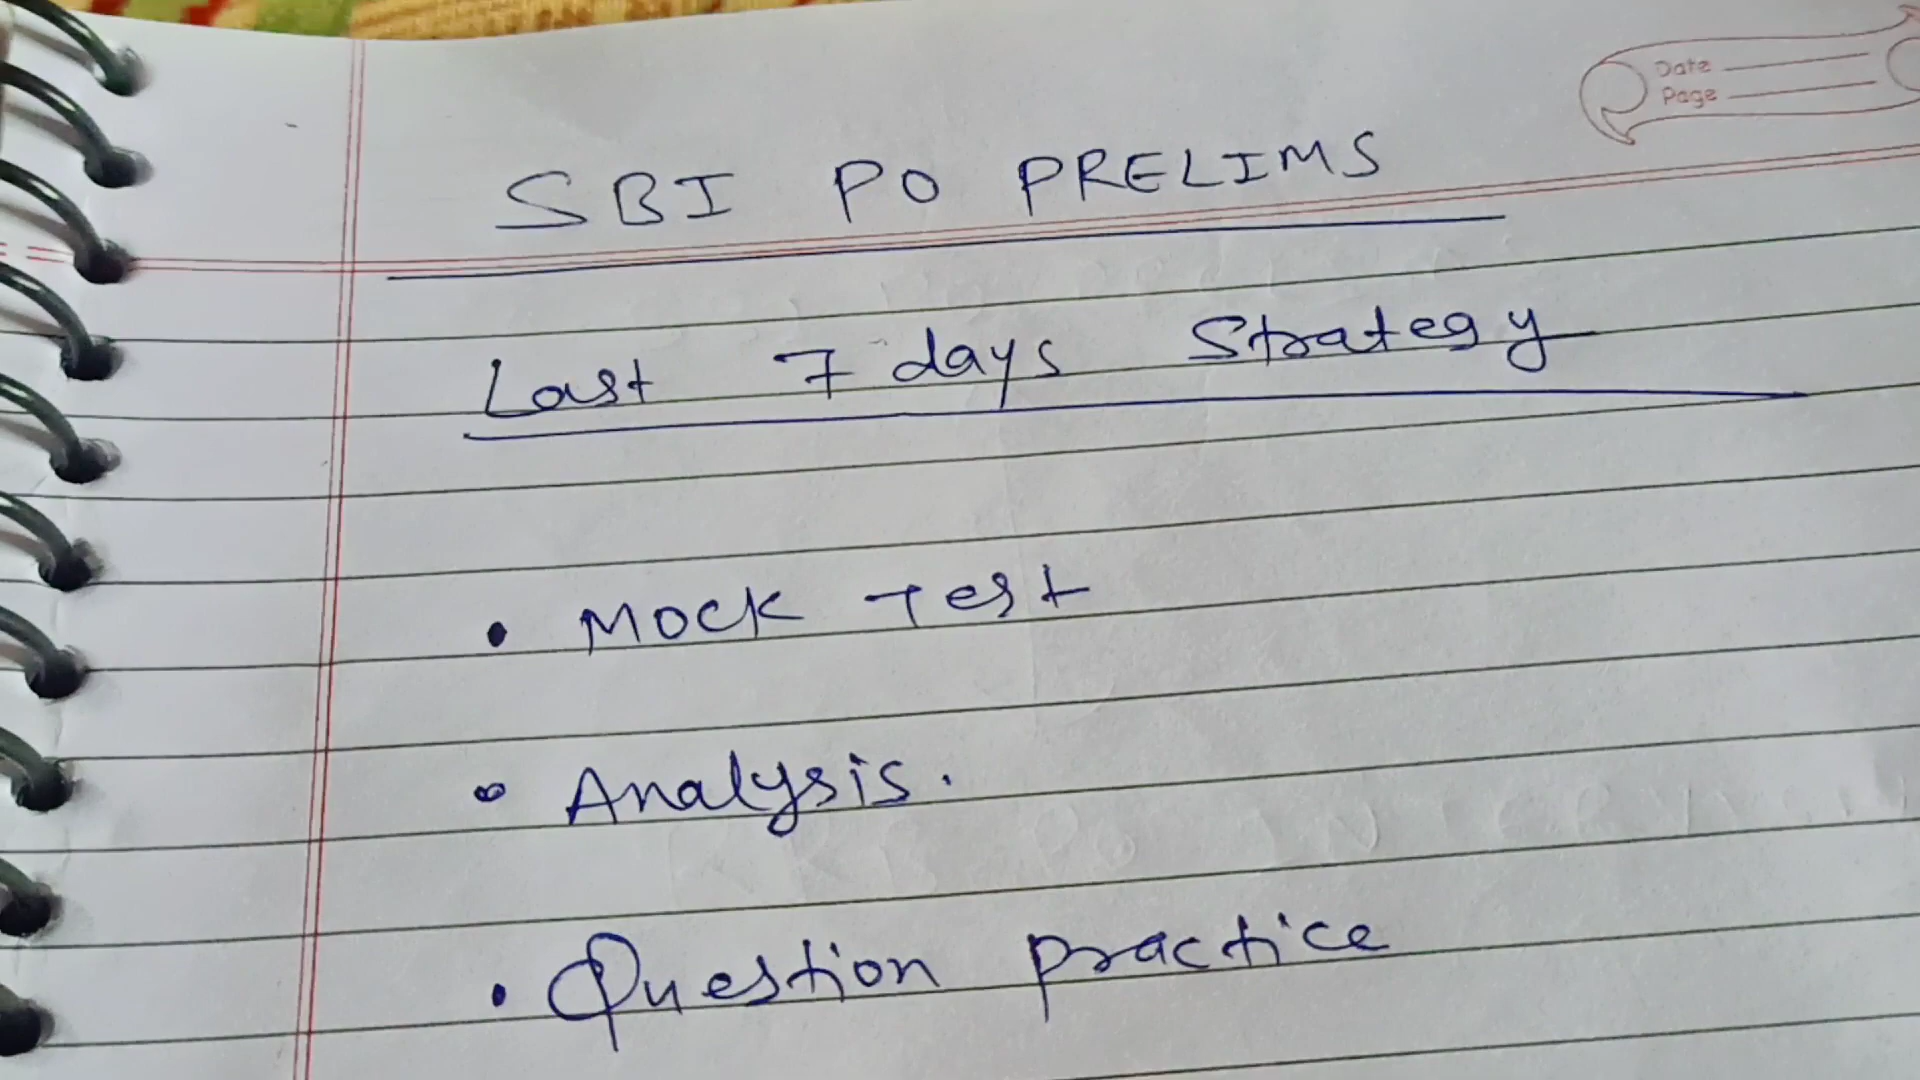 Date
Page
SBI PO PRELIMS
Last 7 days Strategy
• Mock Test
• Analysis.
• Question practice